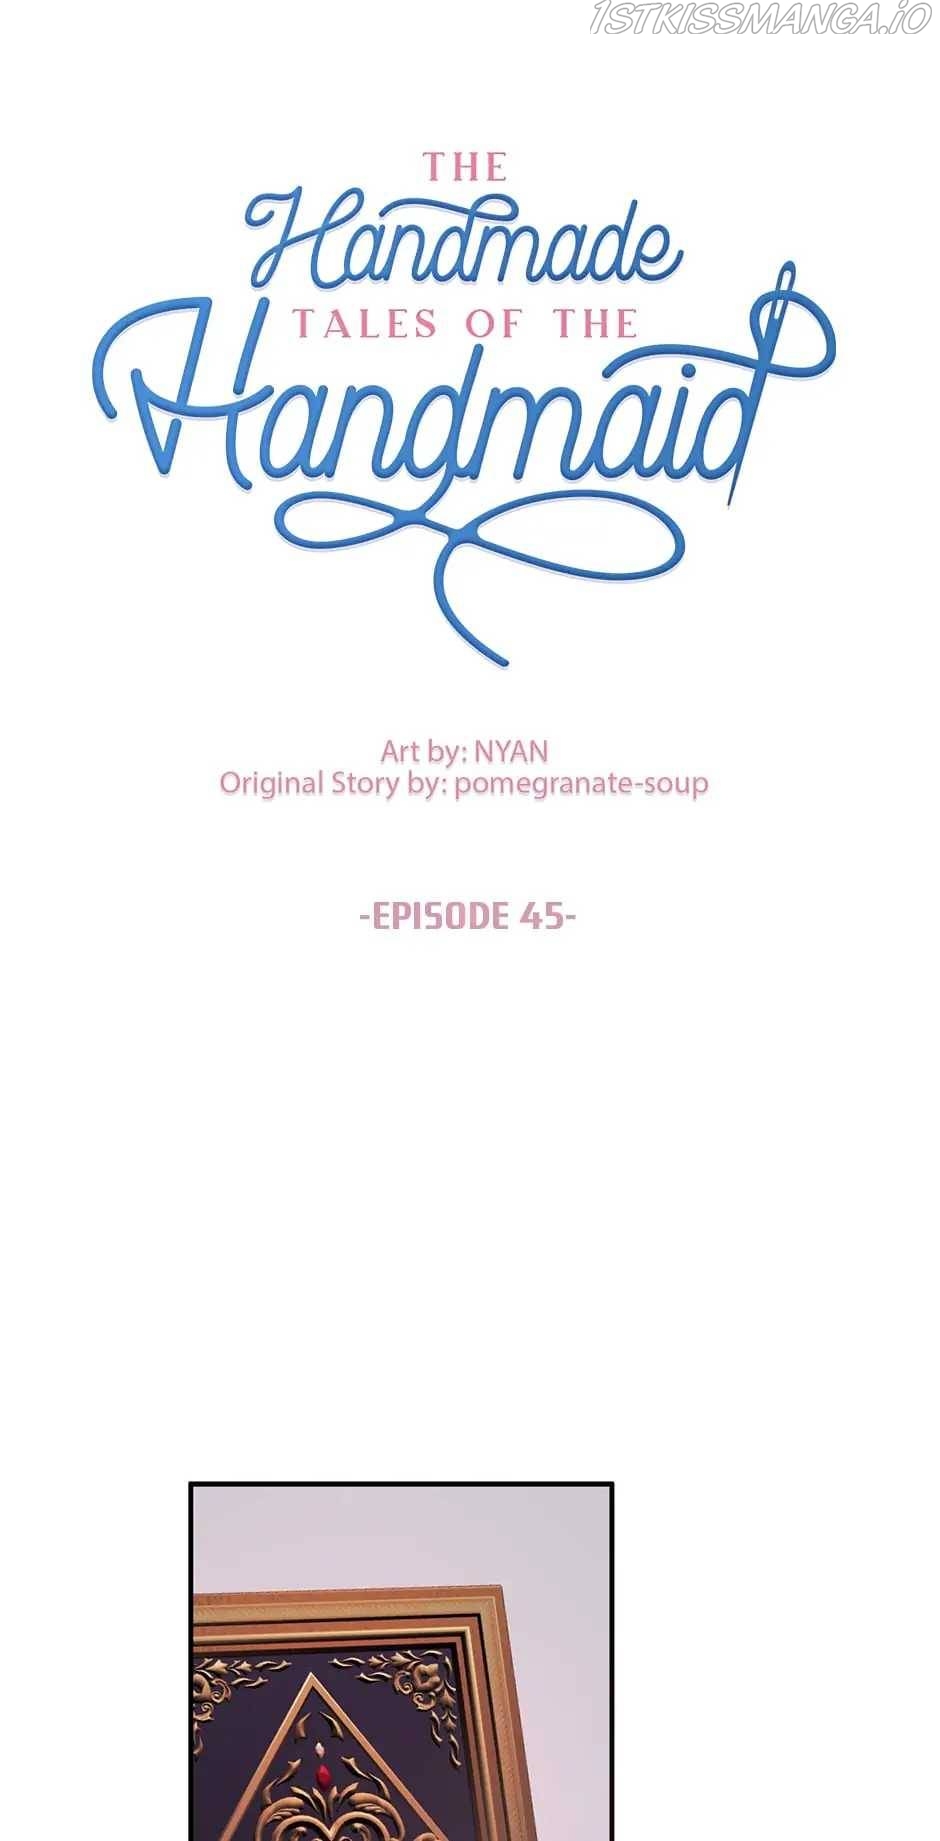 1STKISSMANGA.iO
THE
Handmade
TALES OF THE
Handmaid
Art by: NYAN
Original Story by: pomegranate-soup
-EPISODE 45-